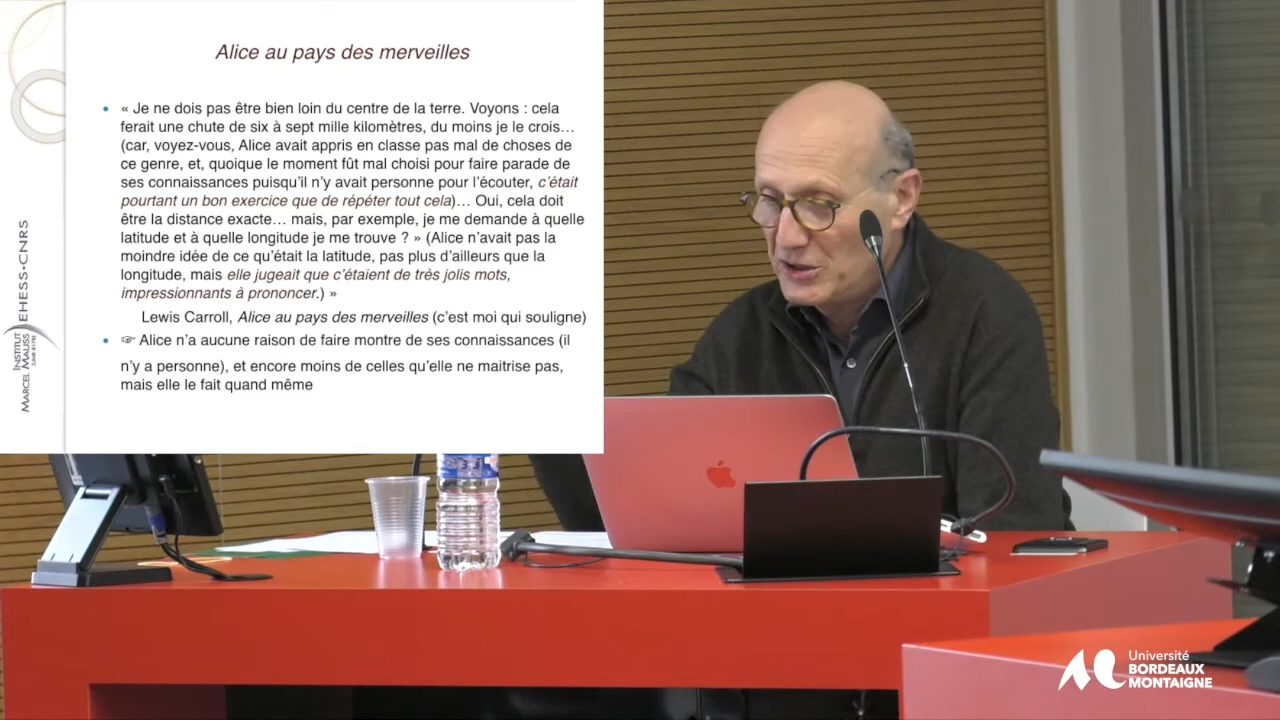 Alice au pays des merveilles
• « Je ne dois pas être bien loin du centre de la terre. Voyons : cela
ferait une chute de six à sept mille kilomètres, du moins je le crois…
(car, voyez-vous, Alice avait appris en classe pas mal de choses de
ce genre, et, quoique le moment fût mal choisi pour faire parade de
ses connaissances puisqu'il n'y avait personne pour l'écouter, c'était
pourtant un bon exercice que de répéter tout cela)… Oui, cela doit
être la distance exacte… mais, par exemple, je me demande à quelle
latitude et à quelle longitude je me trouve ? » (Alice n'avait pas la
moindre idée de ce qu'était la latitude, pas plus d'ailleurs que la
longitude, mais elle jugeait que c'étaient de très jolis mots,
impressionnants à prononcer.) »
Lewis Carroll, Alice au pays des merveilles (c'est moi qui souligne)
• ☞ Alice n'a aucune raison de faire montre de ses connaissances (il
n'y a personne), et encore moins de celles qu'elle ne maitrise pas,
mais elle le fait quand même
INSTITUT
MARCEL MAUSS
EHESS•CNRS
Université
BORDEAUX
MONTAIGNE